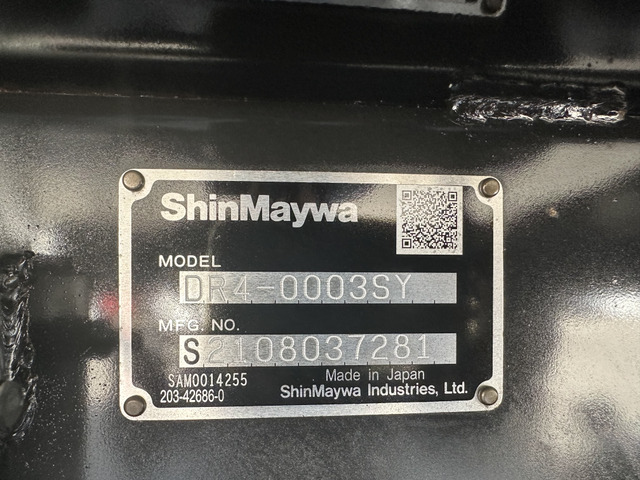 ShinMaywa
MODEL
DR4-0003SY
MFG. NO.
S2108037281
SAM0014255
Made in Japan
203-42686-0
ShinMaywa Industries, Ltd.